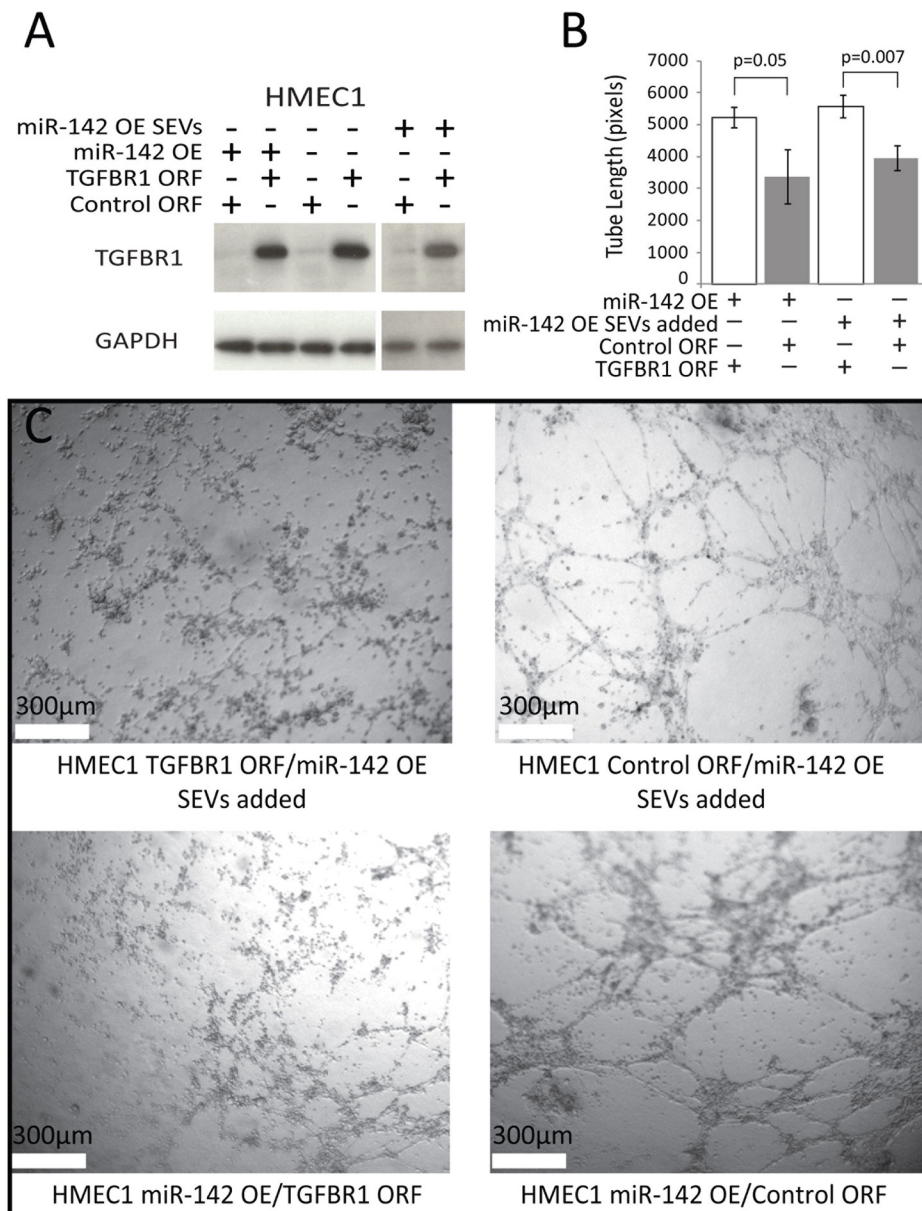 A
HMEC1
miR-142 OE SEVs - - - - + +
miR-142 OE + + - - - -
TGFBR1 ORF - + - + - +
Control ORF + - + - + -
TGFBR1
GAPDH
B
p=0.05
p=0.007
Tube Length (pixels)
7000
6000
5000
4000
3000
2000
1000
0
miR-142 OE + + – –
miR-142 OE SEVs added – – + +
Control ORF – + – +
TGFBR1 ORF + – + –
C
300µm
300µm
HMEC1 TGFBR1 ORF/miR-142 OE
SEVs added
HMEC1 Control ORF/miR-142 OE
SEVs added
300µm
300µm
HMEC1 miR-142 OE/TGFBR1 ORF
HMEC1 miR-142 OE/Control ORF